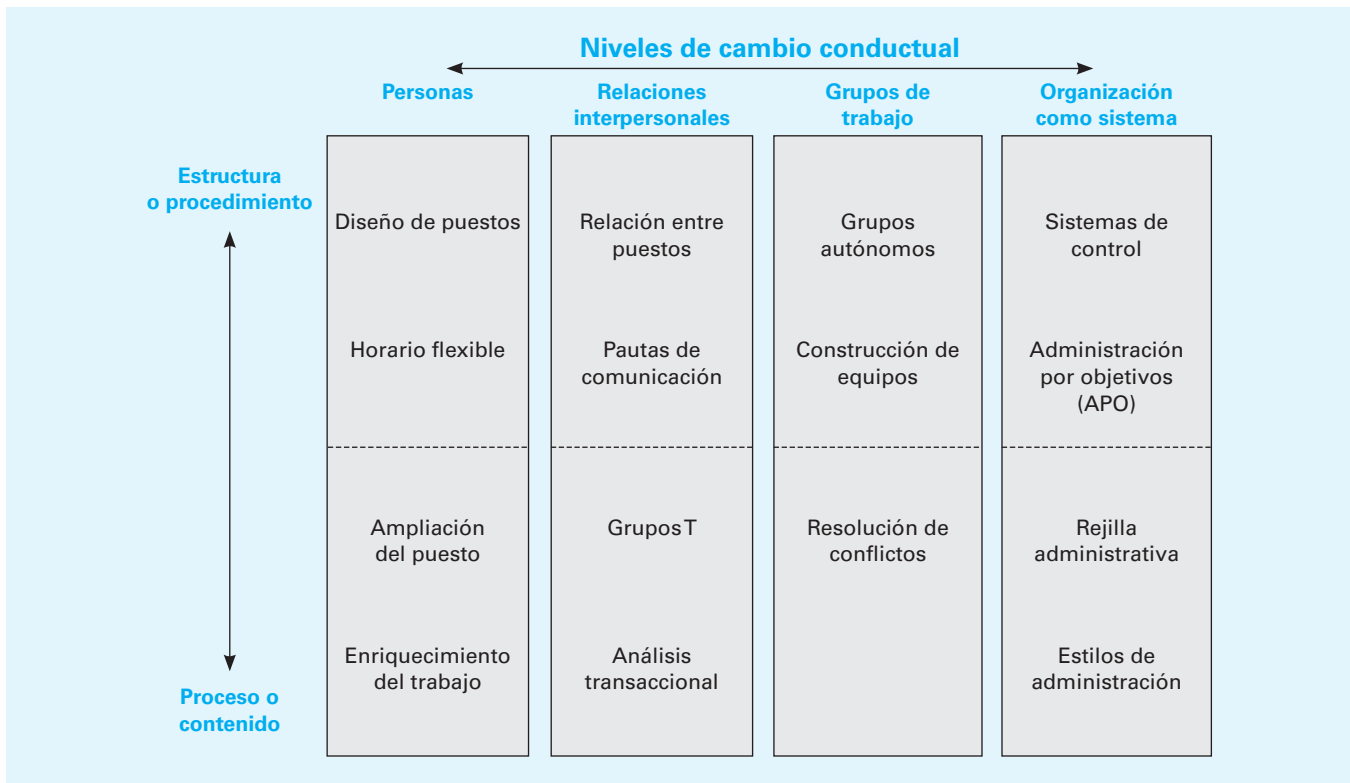 Niveles de cambio conductual
Personas
Relaciones
interpersonales
Grupos de
trabajo
Organización
como sistema
Estructura
o procedimiento
Diseño de puestos
Relación entre
puestos
Grupos
autónomos
Sistemas de
control
Horario flexible
Pautas de
comunicación
Construcción de
equipos
Administración
por objetivos
(APO)
Ampliación
del puesto
Grupos T
Resolución de
conflictos
Rejilla
administrativa
Enriquecimiento
del trabajo
Análisis
transaccional
Estilos de
administración
Proceso o
contenido